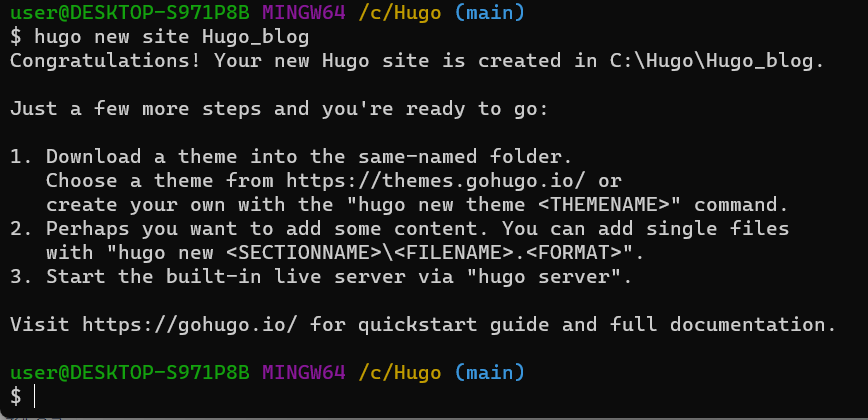 user@DESKTOP-S971P8B MINGW64 /c/Hugo (main)
$ hugo new site Hugo_blog
Congratulations! Your new Hugo site is created in C:\Hugo\Hugo_blog.
Just a few more steps and you're ready to go:
1. Download a theme into the same-named folder.
Choose a theme from https://themes.gohugo.io/ or
create your own with the "hugo new theme <THEMENAME>" command.
2. Perhaps you want to add some content. You can add single files
with "hugo new <SECTIONNAME>\<FILENAME>.<FORMAT>".
3. Start the built-in live server via "hugo server".
Visit https://gohugo.io/ for quickstart guide and full documentation.
user@DESKTOP-S971P8B MINGW64 /c/Hugo (main)
$